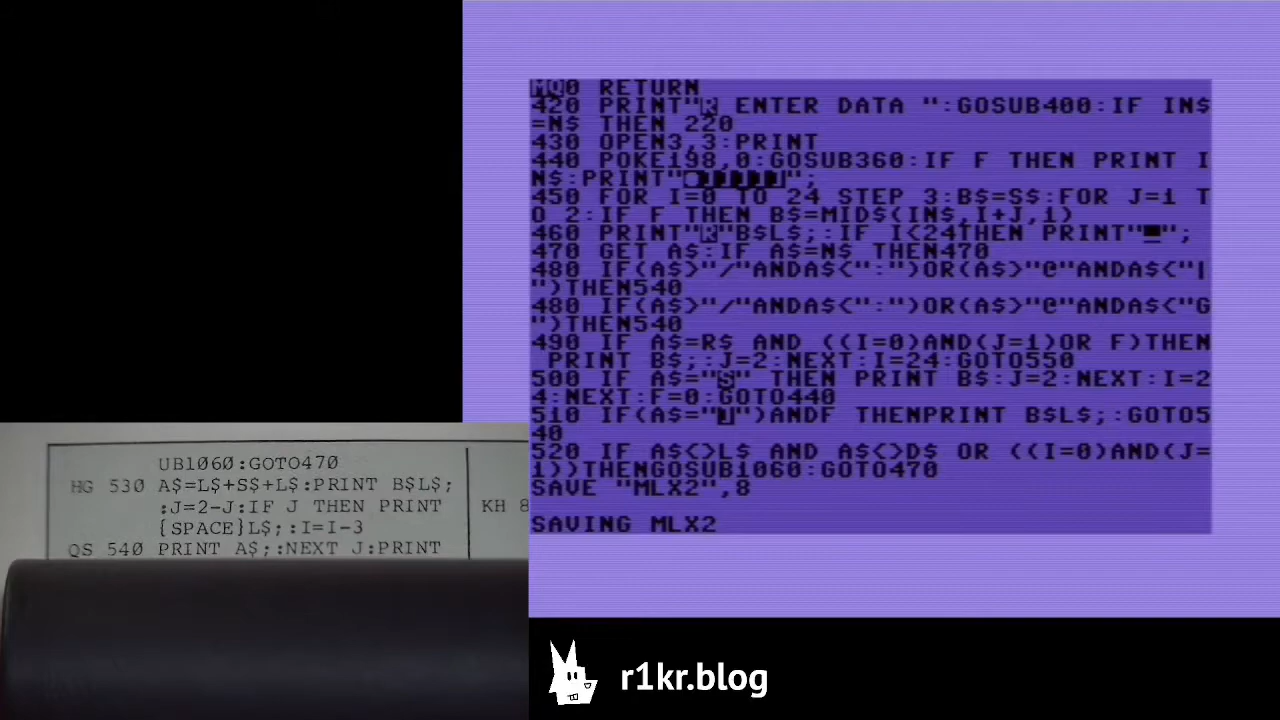 MQ0 RETURN
420 PRINT"R ENTER DATA ":GOSUB400:IF IN$
=N$ THEN 220
430 OPEN3,3:PRINT
440 POKE198,0:GOSUB360:IF F THEN PRINT I
N$:PRINT" ";
450 FOR I=0 TO 24 STEP 3:B$=S$:FOR J=1 T
O 2:IF F THEN B$=MID$(IN$,I+J,1)
460 PRINT"R"B$L$;:IF I<24THEN PRINT" ";
470 GET A$:IF A$=N$ THEN470
480 IF(A$>"/"ANDA$<":")OR(A$>"@"ANDA$<"|
")THEN540
480 IF(A$>"/"ANDA$<":")OR(A$>"@"ANDA$<"G
")THEN540
490 IF A$=R$ AND ((I=0)AND(J=1)OR F)THEN
PRINT B$;:J=2:NEXT:I=24:GOTO550
500 IF A$="S" THEN PRINT B$:J=2:NEXT:I=2
4:NEXT:F=0:GOTO440
510 IF(A$="]")ANDF THENPRINT B$L$;:GOTO5
40
520 IF A$<>L$ AND A$<>D$ OR ((I=0)AND(J=
1))THENGOSUB1060:GOTO470
SAVE "MLX2",8
SAVING MLX2
UB1060:GOTO470
HG 530 A$=L$+S$+L$:PRINT B$L$;
:J=2-J:IF J THEN PRINT
{SPACE}L$;:I=I-3
QS 540 PRINT A$;:NEXT J:PRINT
KH 8
r1kr.blog